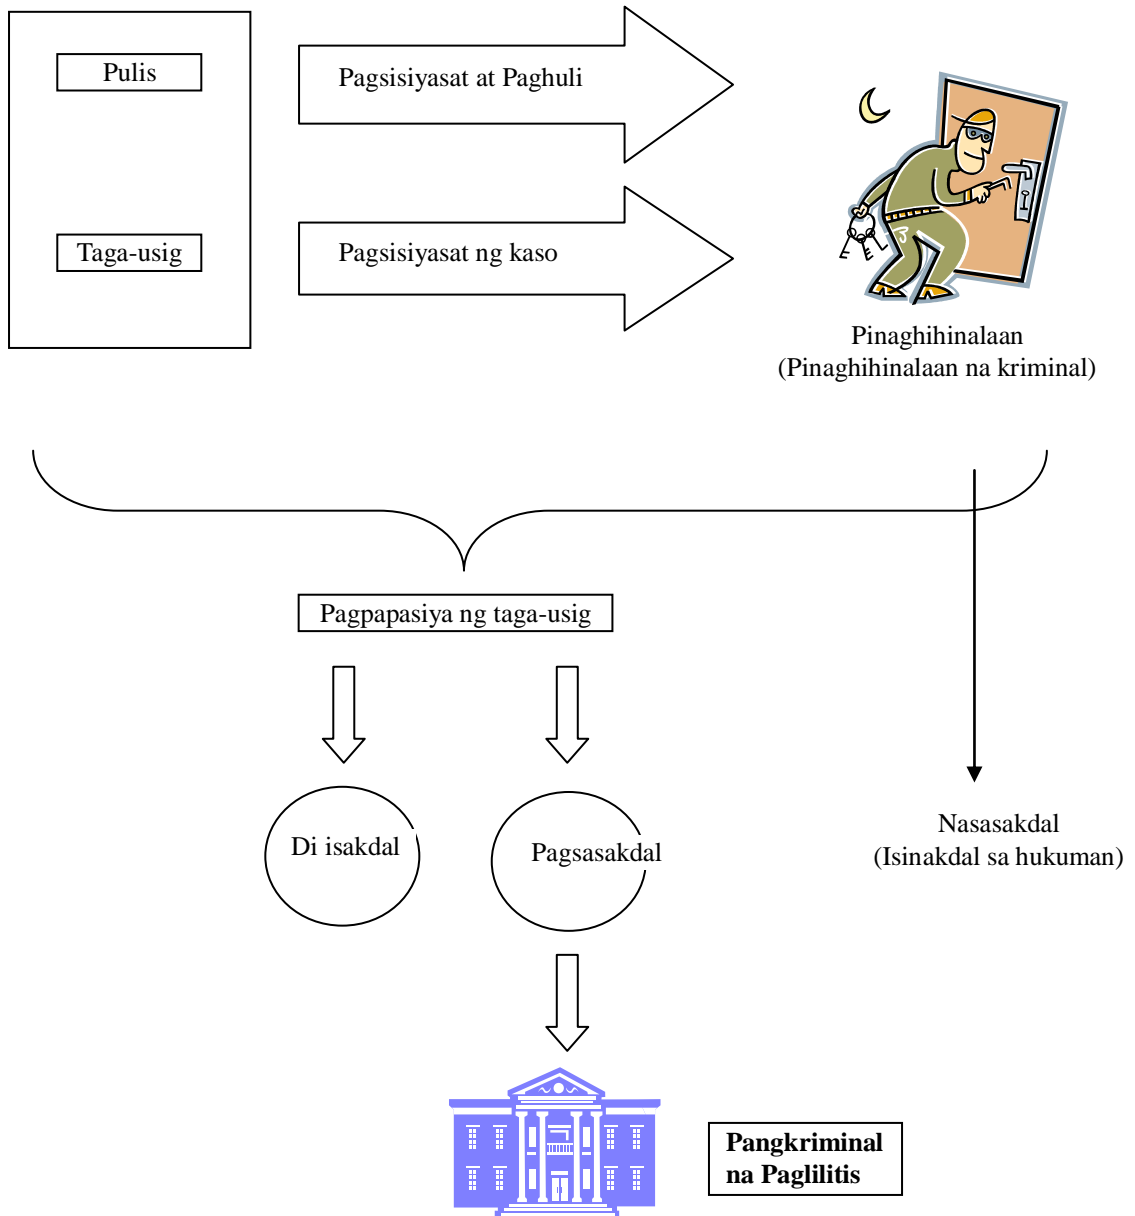 Pulis
Pagsisiyasat at Paghuli
Taga-usig
Pagsisiyasat ng kaso
Pinaghihinalaan
(Pinaghihinalaan na kriminal)
Pagpapasiya ng taga-usig
Di isakdal
Pagsasakdal
Nasasakdal
(Isinakdal sa hukuman)
Pangkriminal
na Paglilitis